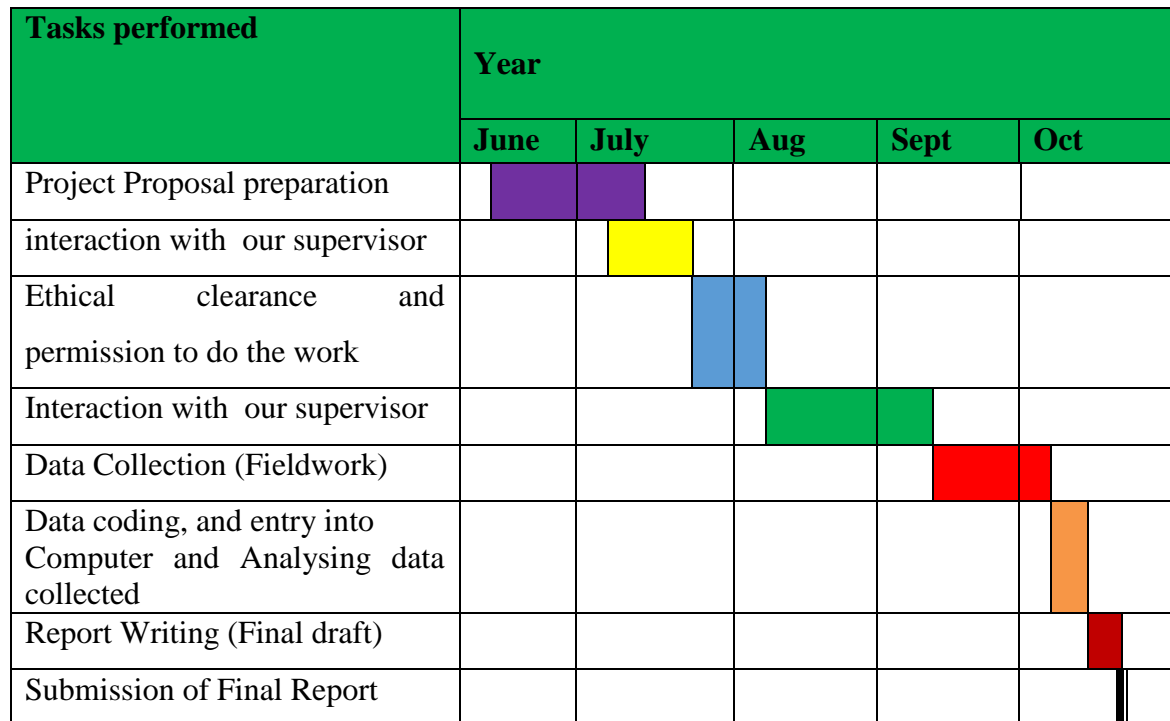 Tasks performed
Year
June July Aug Sept Oct
Project Proposal preparation
interaction with our supervisor
Ethical clearance and
permission to do the work
Interaction with our supervisor
Data Collection (Fieldwork)
Data coding, and entry into
Computer and Analysing data
collected
Report Writing (Final draft)
Submission of Final Report